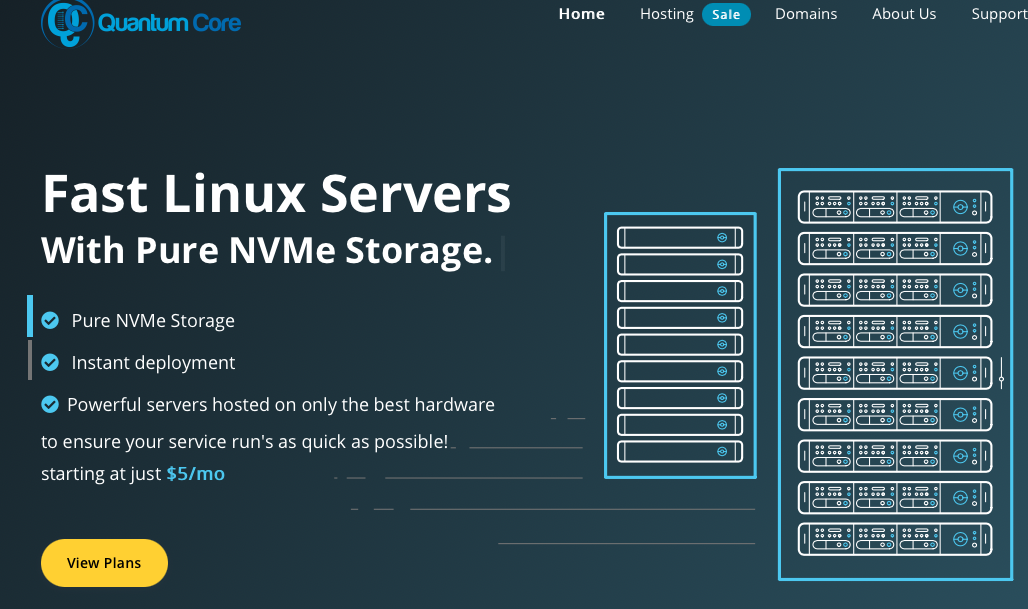 Quantum Core
Home Hosting Sale Domains About Us Support
Fast Linux Servers
With Pure NVMe Storage.
Pure NVMe Storage
Instant deployment
Powerful servers hosted on only the best hardware
to ensure your service run's as quick as possible!
starting at just $5/mo
View Plans